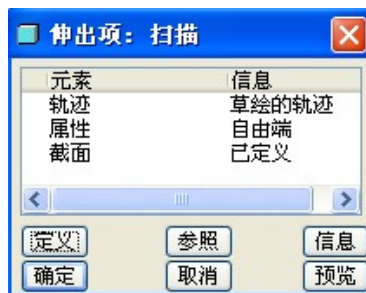 伸出项：扫描
元素 信息
轨迹 草绘的轨迹
属性 自由端
截面 已定义
定义 参照 信息
确定 取消 预览